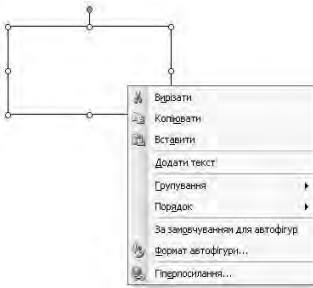 Вирізати
Копіювати
Вставити
Додати текст
Групування
Порядок
За замовчуванням для автофігур
Формат автофігури...
Гіперпосилання...